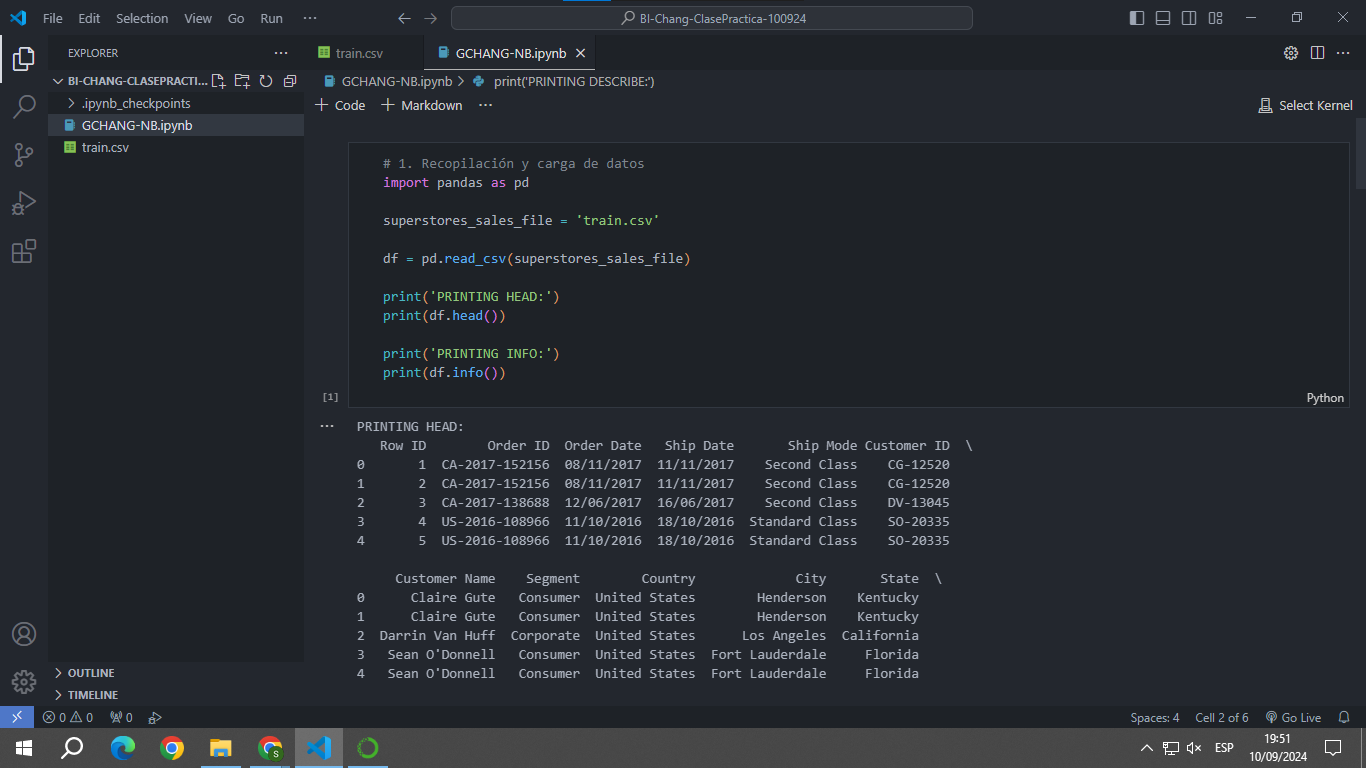 File Edit Selection View Go Run ···
BI-Chang-ClasePractica-100924
EXPLORER ···
BI-CHANG-CLASEPRACTI...
.ipynb_checkpoints
GCHANG-NB.ipynb
train.csv
OUTLINE
TIMELINE
train.csv
GCHANG-NB.ipynb
GCHANG-NB.ipynb > print('PRINTING DESCRIBE:')
+ Code + Markdown ···
Select Kernel
# 1. Recopilación y carga de datos
import pandas as pd
superstores_sales_file = 'train.csv'
df = pd.read_csv(superstores_sales_file)
print('PRINTING HEAD:')
print(df.head())
print('PRINTING INFO:')
print(df.info())
[1]
Python
··· PRINTING HEAD:
Row ID Order ID Order Date Ship Date Ship Mode Customer ID \
0 1 CA-2017-152156 08/11/2017 11/11/2017 Second Class CG-12520
1 2 CA-2017-152156 08/11/2017 11/11/2017 Second Class CG-12520
2 3 CA-2017-138688 12/06/2017 16/06/2017 Second Class DV-13045
3 4 US-2016-108966 11/10/2016 18/10/2016 Standard Class SO-20335
4 5 US-2016-108966 11/10/2016 18/10/2016 Standard Class SO-20335
Customer Name Segment Country City State \
0 Claire Gute Consumer United States Henderson Kentucky
1 Claire Gute Consumer United States Henderson Kentucky
2 Darrin Van Huff Corporate United States Los Angeles California
3 Sean O'Donnell Consumer United States Fort Lauderdale Florida
4 Sean O'Donnell Consumer United States Fort Lauderdale Florida
0 0 0
Spaces: 4 Cell 2 of 6 Go Live
S
ESP
19:51
10/09/2024